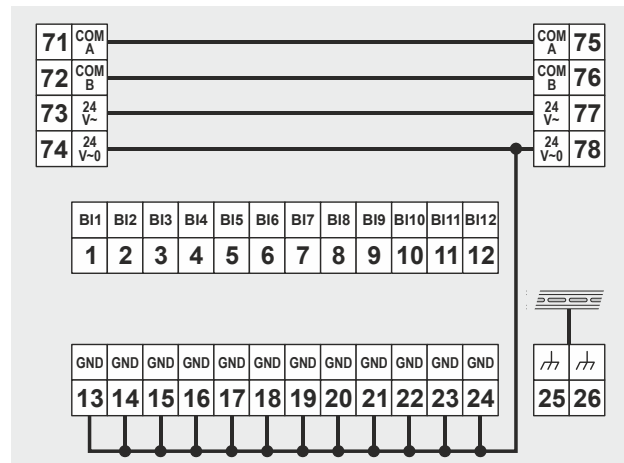 71 COM A COM A 75
72 COM B COM B 76
73 24 V~ 24 V~ 77
74 24 V~0 24 V~0 78
BI1 BI2 BI3 BI4 BI5 BI6 BI7 BI8 BI9 BI10 BI11 BI12
1 2 3 4 5 6 7 8 9 10 11 12
GND GND GND GND GND GND GND GND GND GND GND GND
13 14 15 16 17 18 19 20 21 22 23 24 25 26